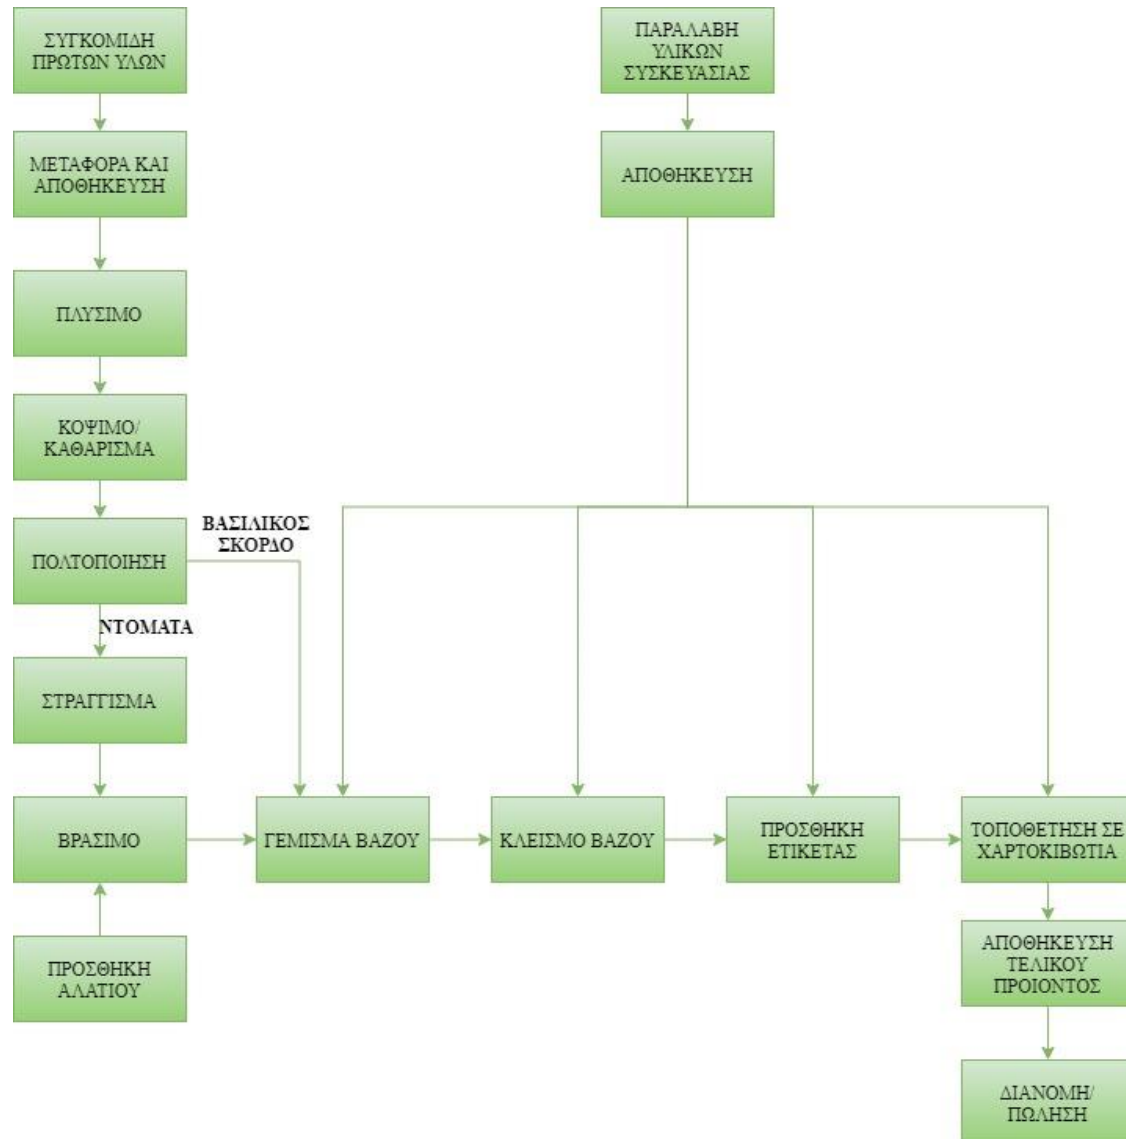 ΣΥΓΚΟΜΙΔΗ
ΠΡΩΤΩΝ ΥΛΩΝ
ΜΕΤΑΦΟΡΑ ΚΑΙ
ΑΠΟΘΗΚΕΥΣΗ
ΠΛΥΣΙΜΟ
ΚΟΨΙΜΟ/
ΚΑΘΑΡΙΣΜΑ
ΠΟΛΤΟΠΟΙΗΣΗ
ΒΑΣΙΛΙΚΟΣ
ΣΚΟΡΔΟ
ΝΤΟΜΑΤΑ
ΣΤΡΑΓΓΙΣΜΑ
ΒΡΑΣΙΜΟ
ΠΡΟΣΘΗΚΗ
ΑΛΑΤΙΟΥ
ΠΑΡΑΛΑΒΗ
ΥΛΙΚΩΝ
ΣΥΣΚΕΥΑΣΙΑΣ
ΑΠΟΘΗΚΕΥΣΗ
ΓΕΜΙΣΜΑ ΒΑΖΟΥ
ΚΛΕΙΣΜΟ ΒΑΖΟΥ
ΠΡΟΣΘΗΚΗ
ΕΤΙΚΕΤΑΣ
ΤΟΠΟΘΕΤΗΣΗ ΣΕ
ΧΑΡΤΟΚΙΒΩΤΙΑ
ΑΠΟΘΗΚΕΥΣΗ
ΤΕΛΙΚΟΥ
ΠΡΟΙΟΝΤΟΣ
ΔΙΑΝΟΜΗ/
ΠΩΛΗΣΗ